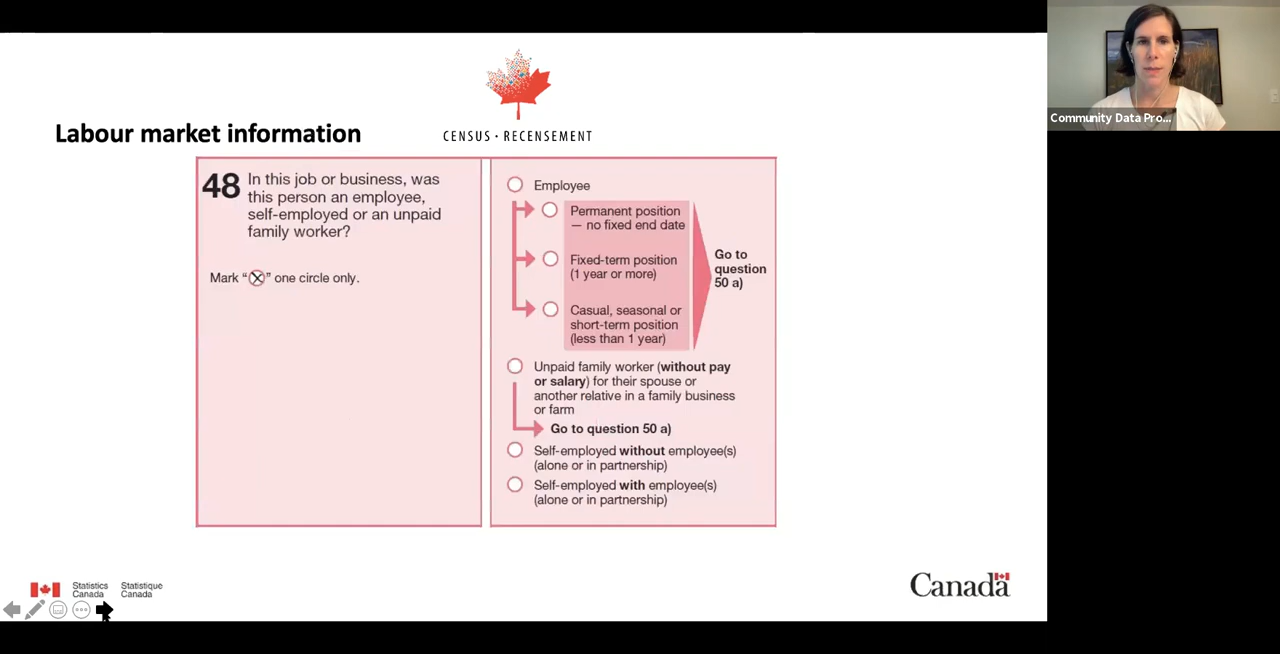 Community Data Pro...
CENSUS • RECENSEMENT
Labour market information
48 In this job or business, was
this person an employee,
self-employed or an unpaid
family worker?
Mark “⊗” one circle only.
Employee
Permanent position
— no fixed end date
Fixed-term position
(1 year or more)
Casual, seasonal or
short-term position
(less than 1 year)
Go to
question
50 a)
Unpaid family worker (without pay
or salary) for their spouse or
another relative in a family business
or farm
Go to question 50 a)
Self-employed without employee(s)
(alone or in partnership)
Self-employed with employee(s)
(alone or in partnership)
Statistics
Canada
Statistique
Canada
Canada